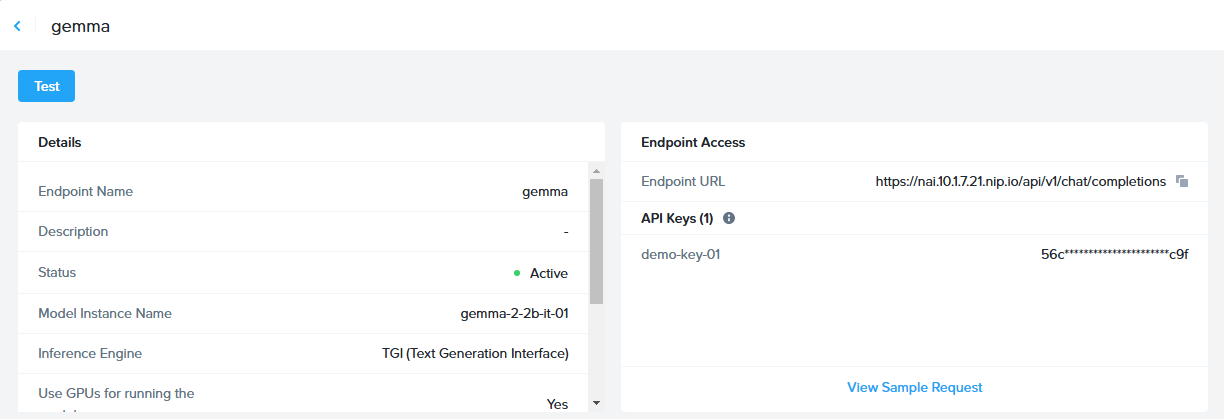 gemma
Test
Details
Endpoint Name gemma
Description -
Status Active
Model Instance Name gemma-2-2b-it-01
Inference Engine TGI (Text Generation Interface)
Use GPUs for running the
Yes
Endpoint Access
Endpoint URL https://nai.10.1.7.21.nip.io/api/v1/chat/completions
API Keys (1)
demo-key-01 56c**********************c9f
View Sample Request